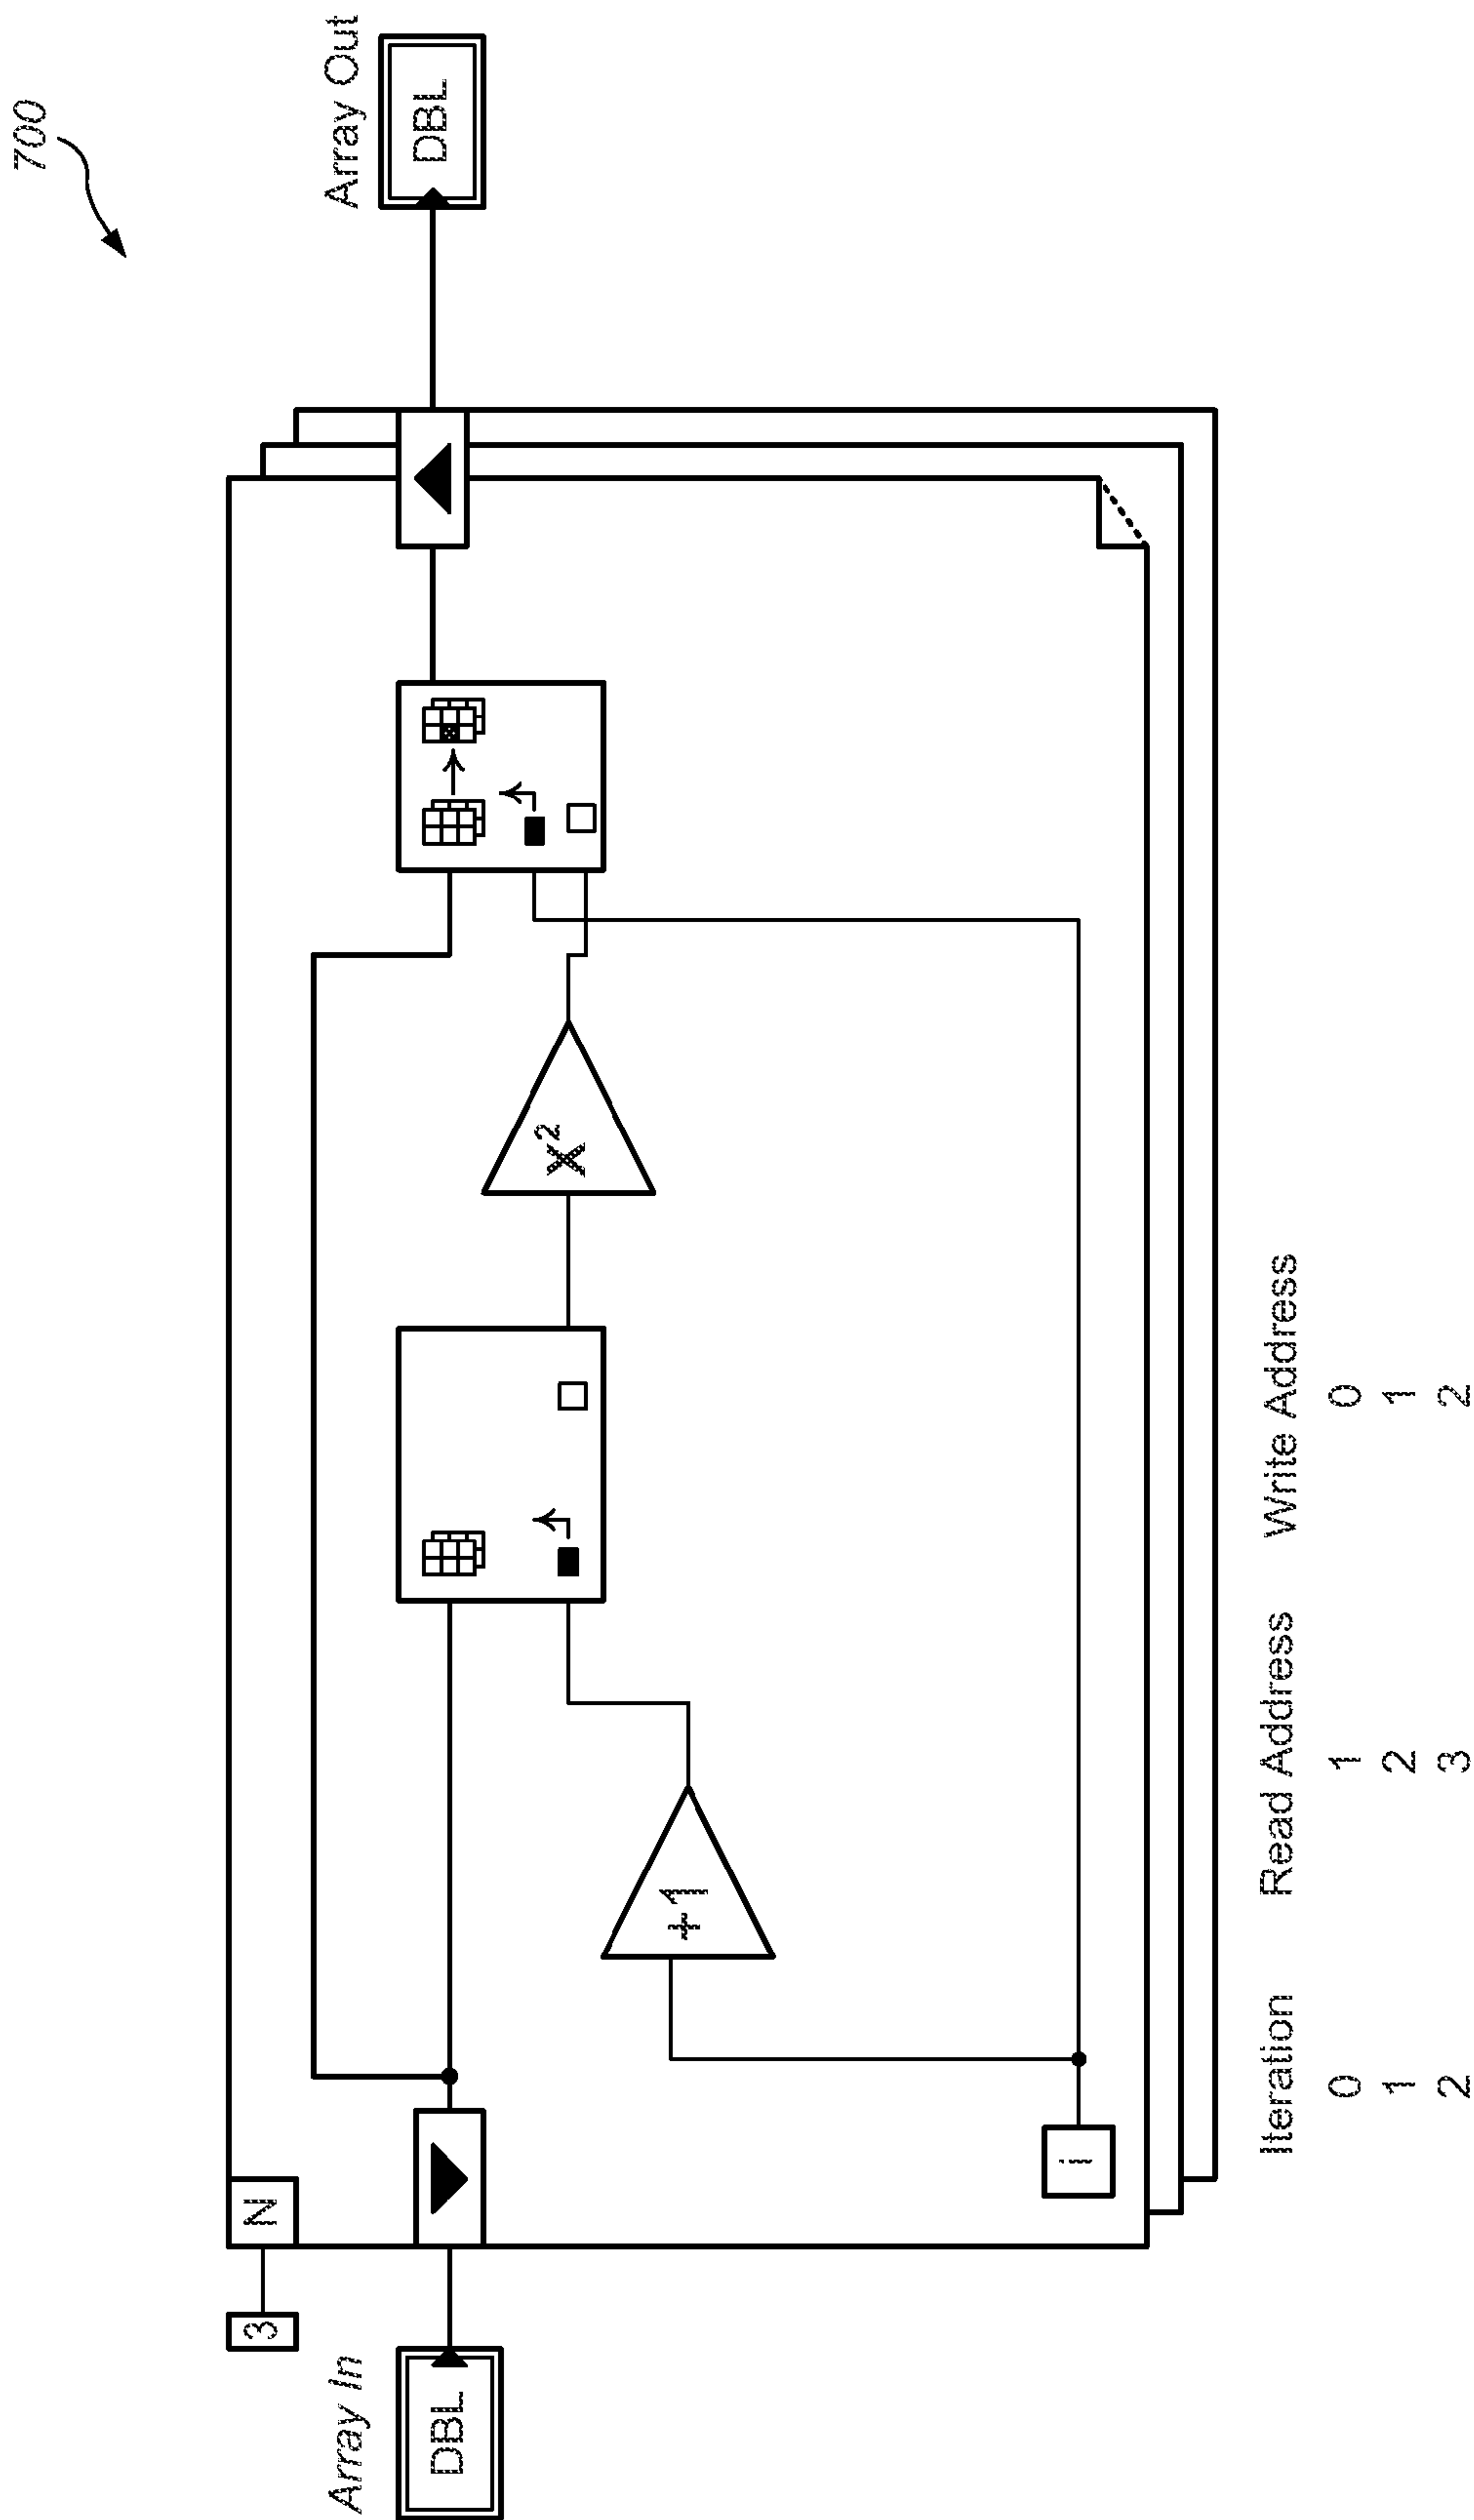 700
Array In
3
N
DBL
Array Out
DBL
+1
x²
i
Iteration Read Address Write Address
0 1 0
1 2 1
2 3 2